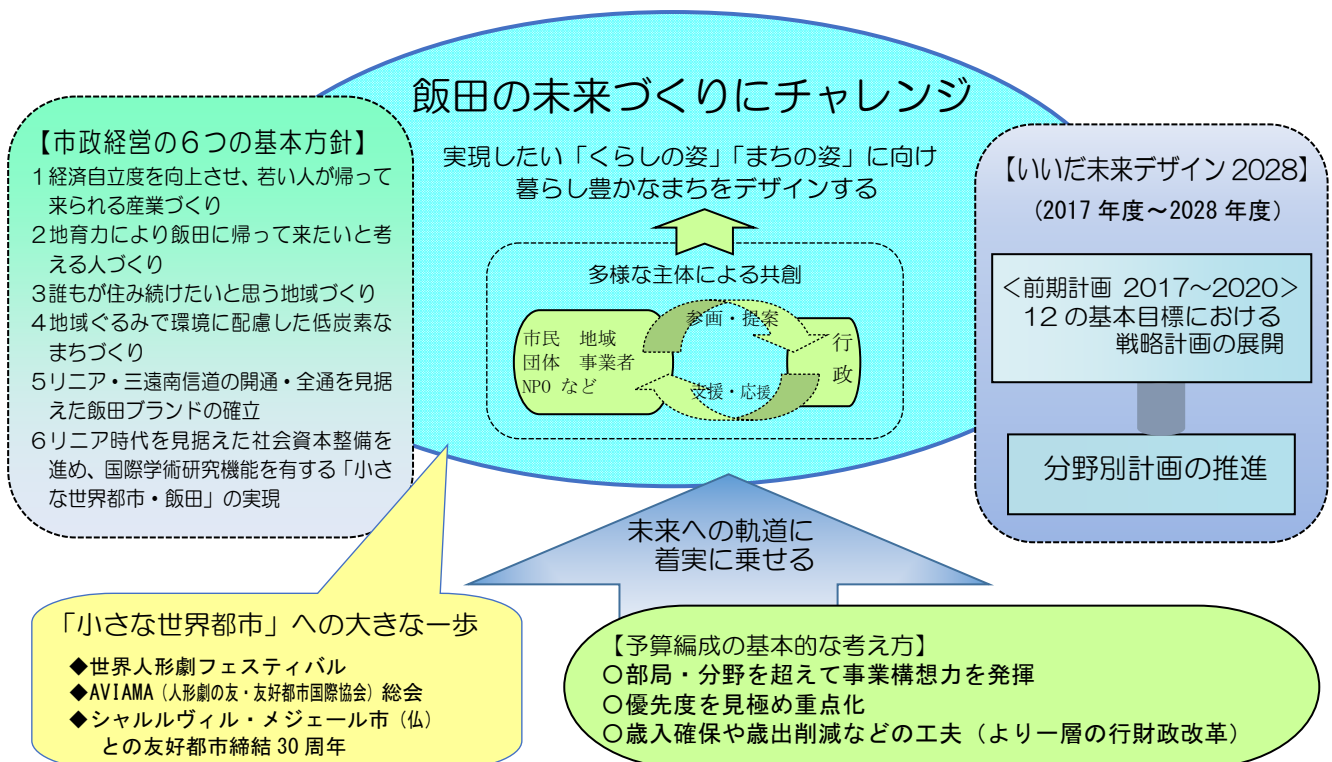 飯田の未来づくりにチャレンジ
実現したい「くらしの姿」「まちの姿」に向け
暮らし豊かなまちをデザインする
多様な主体による共創
参画・提案
市民 地域
団体 事業者
NPO など
行
政
支援・応援
【市政経営の6つの基本方針】
1経済自立度を向上させ、若い人が帰って
来られる産業づくり
2地育力により飯田に帰って来たいと考
える人づくり
3誰もが住み続けたいと思う地域づくり
4地域ぐるみで環境に配慮した低炭素な
まちづくり
5リニア・三遠南信道の開通・全通を見据
えた飯田ブランドの確立
6リニア時代を見据えた社会資本整備を
進め、国際学術研究機能を有する「小さ
な世界都市・飯田」の実現
【いいだ未来デザイン2028】
(2017年度～2028年度)
＜前期計画 2017～2020＞
12の基本目標における
戦略計画の展開
分野別計画の推進
未来への軌道に
着実に乗せる
「小さな世界都市」への大きな一歩
◆世界人形劇フェスティバル
◆AVIAMA（人形劇の友・友好都市国際協会）総会
◆シャルルヴィル・メジェール市（仏）
との友好都市締結30周年
【予算編成の基本的な考え方】
○部局・分野を超えて事業構想力を発揮
○優先度を見極め重点化
○歳入確保や歳出削減などの工夫（より一層の行財政改革）